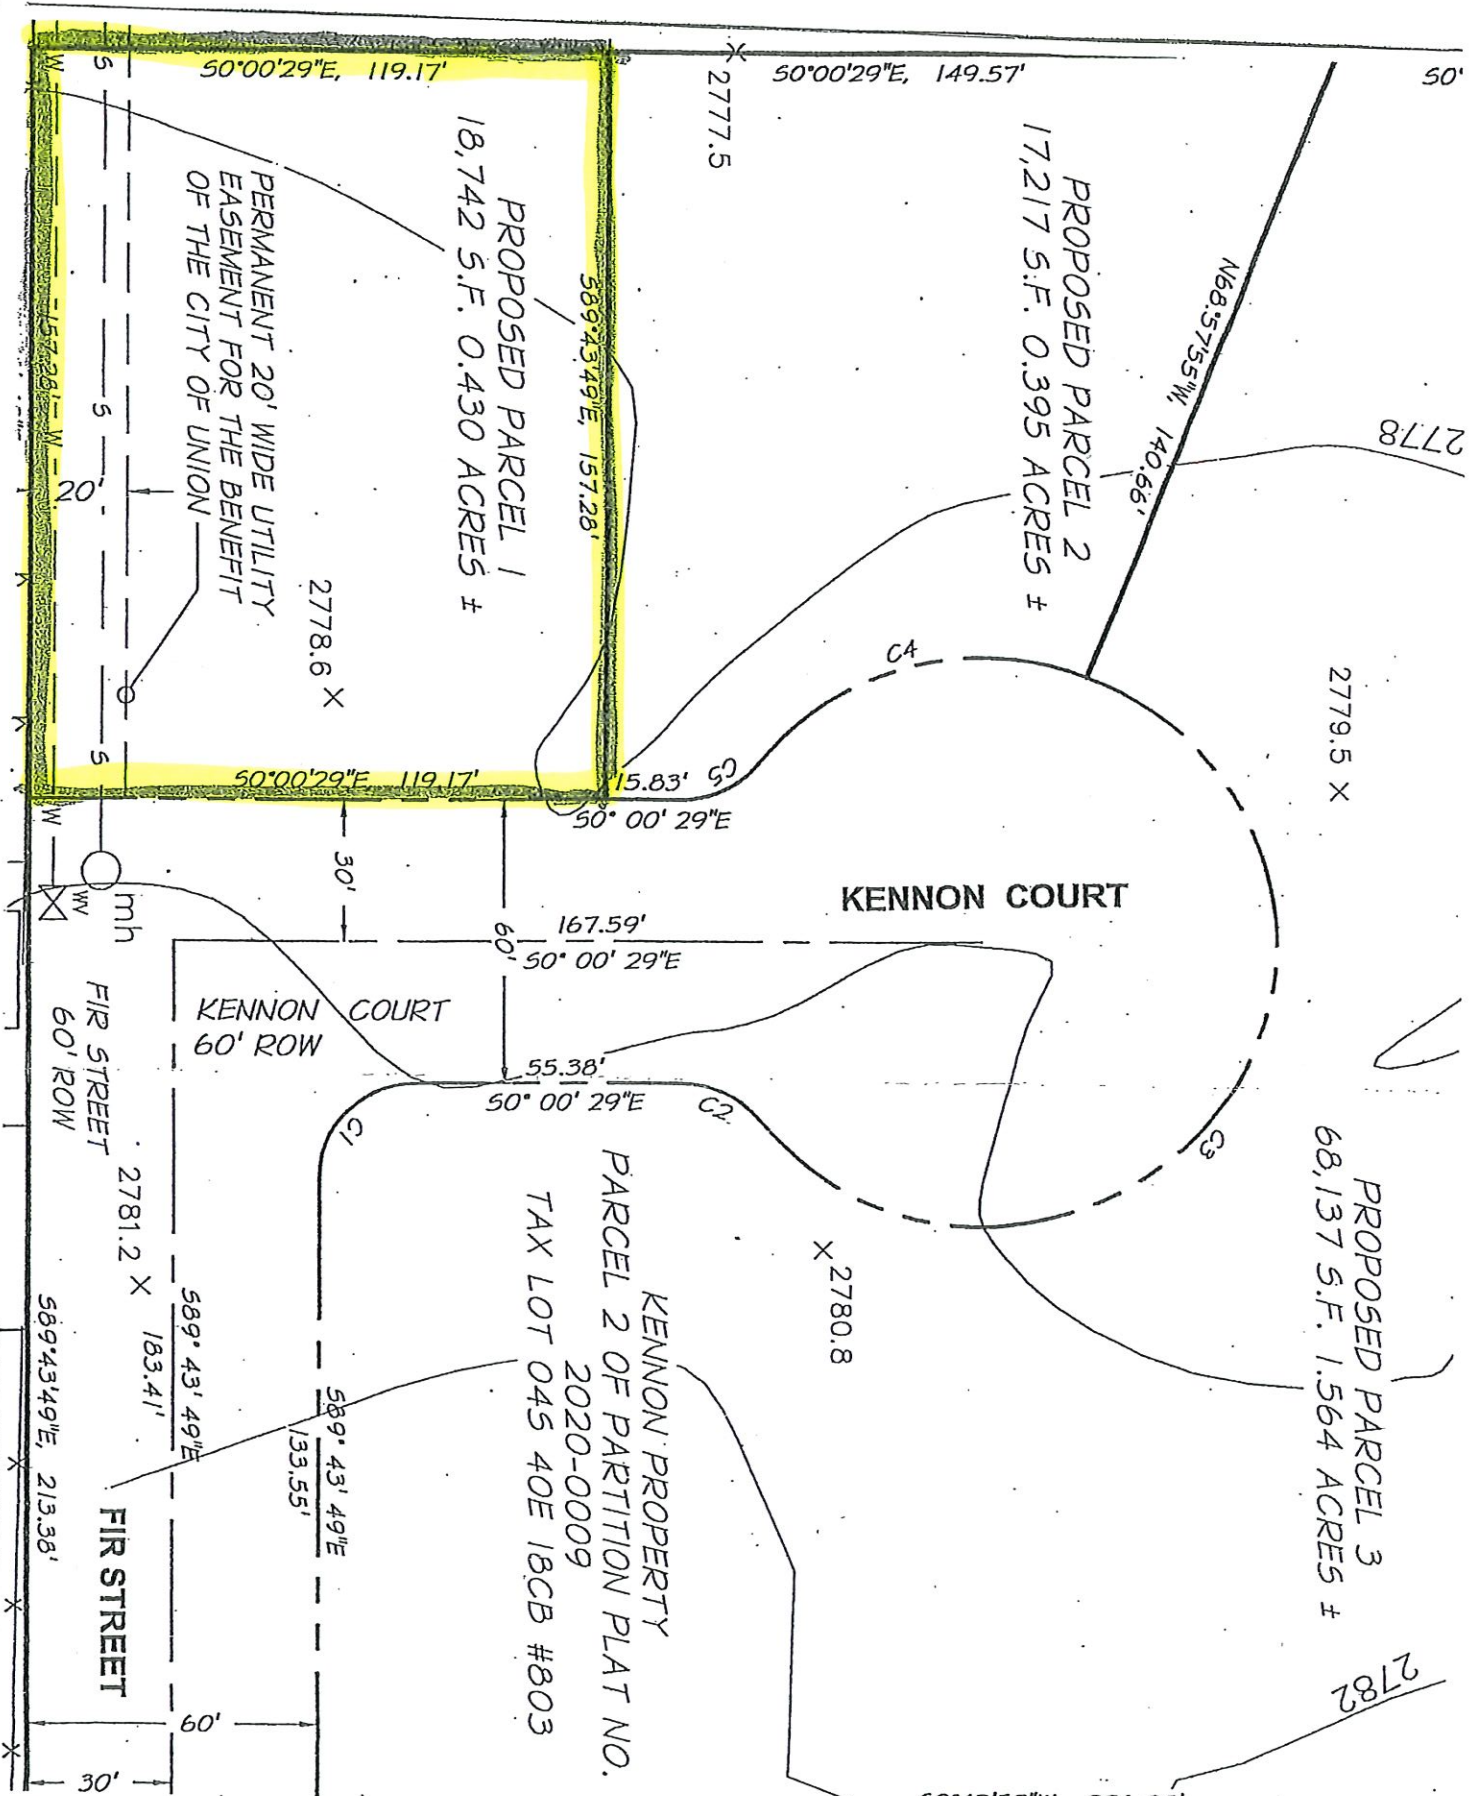 S0°00'29"E, 119.17'
S0°00'29"E, 149.57'
S0°
W
S
2777.5
PROPOSED PARCEL 1
18,742 S.F. 0.430 ACRES ±
PROPOSED PARCEL 2
17,217 S.F. 0.395 ACRES ±
N68°57'55"W, 140.66'
2778
PERMANENT 20' WIDE UTILITY
EASEMENT FOR THE BENEFIT
OF THE CITY OF UNION
S89°43'49"E, 157.28'
157.28'
W
S
20'
2778.6 X
2779.5 X
C4
C5
S
S0°00'29"E, 119.17'
15.83'
S0° 00' 29"E
W
WV
mh
30'
60'
167.59'
S0° 00' 29"E
KENNON COURT
KENNON COURT
60' ROW
FIR STREET
60' ROW
55.38'
S0° 00' 29"E
C1
C2
C3
2781.2 X
X 2780.8
PROPOSED PARCEL 3
68,137 S.F. 1.564 ACRES ±
KENNON PROPERTY
PARCEL 2 OF PARTITION PLAT NO.
2020-0009
TAX LOT 04S 40E 18CB #803
S89° 43' 49"E
183.41'
S89° 43' 49"E
133.55'
S89°43'49"E, 213.38'
FIR STREET
2782
60'
30'